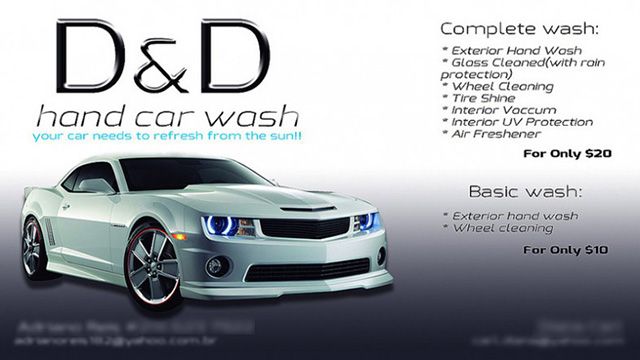 D&D
hand car wash
your car needs to refresh from the sun!!
Complete wash:
* Exterior Hand Wash
* Glass Cleaned(with rain
protection)
* Wheel Cleaning
* Tire Shine
* Interior Vaccum
* Interior UV Protection
* Air Freshener
For Only $20
Basic wash:
* Exterior hand wash
* Wheel cleaning
For Only $10